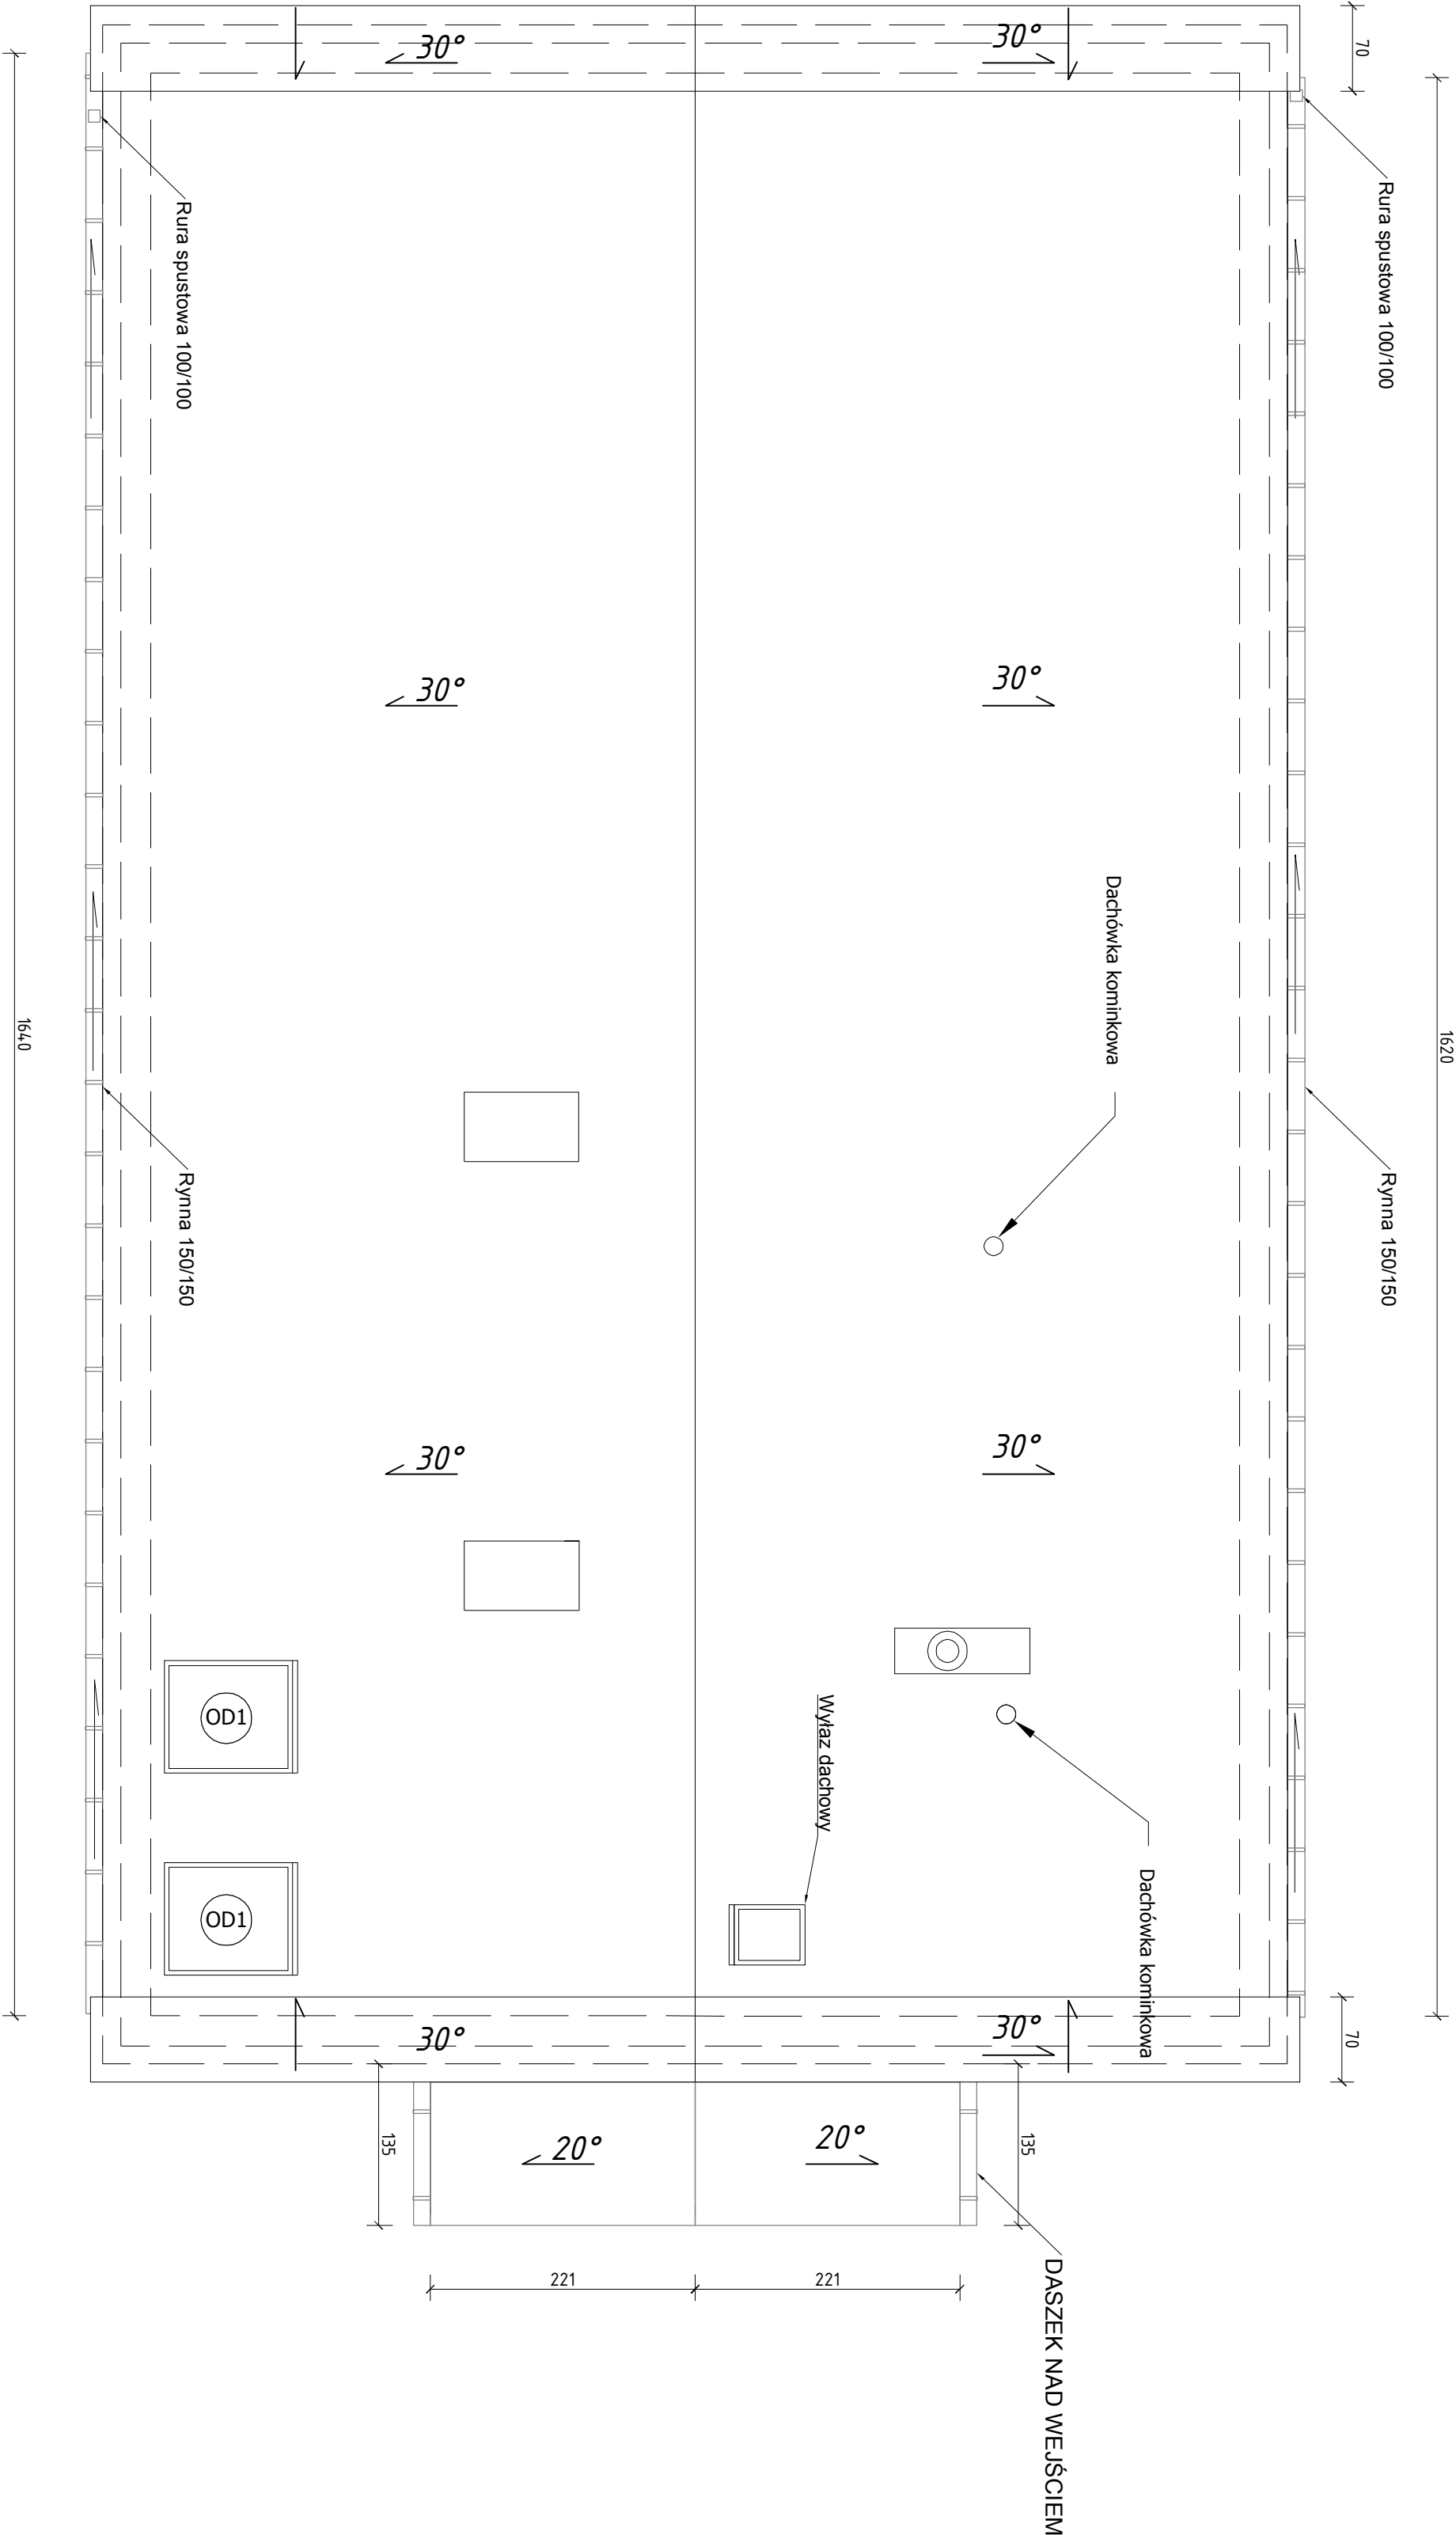 30°
30°
70
Rura spustowa 100/100
Rura spustowa 100/100
30°
30°
Dachówka kominkowa
1640
1620
Rynna 150/150
Rynna 150/150
30°
30°
OD1
Wyłaz dachowy
OD1
Dachówka kominkowa
30°
30°
70
135
20°
20°
135
221
221
DASZEK NAD WEJŚCIEM